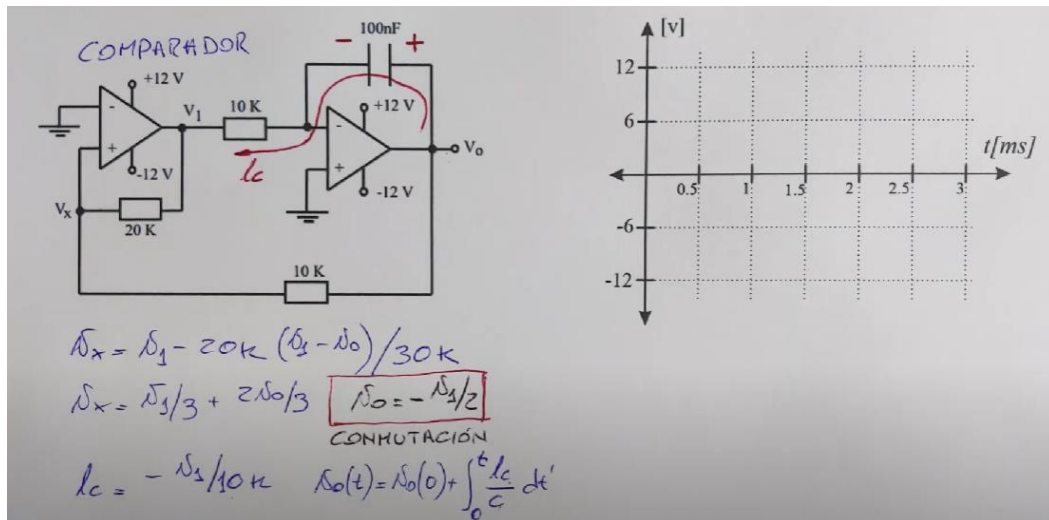 COMPARADOR
100nF
- +
+12 V
+12 V
V1
10 K
-
+
-
+
-12 V
-12 V
Vo
ic
Vx
20 K
10 K
[v]
12
6
-6
-12
t[ms]
0.5 1 1.5 2 2.5 3
Vx = V1 - 20K (V1 - Vo)/30K
Vx = V1/3 + 2Vo/3 Vo = - V1/2
CONMUTACIÓN
ic = - V1/10K Vo(t) = Vo(0) + ∫₀ᵗ ic/C dt'